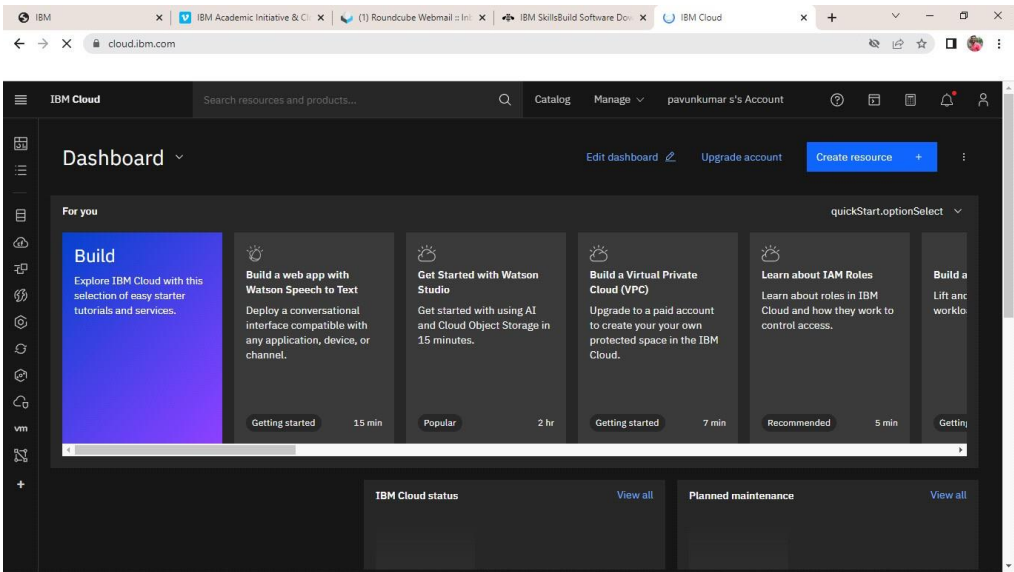 IBM
IBM Academic Initiative & Cl
(1) Roundcube Webmail :: Inb
IBM SkillsBuild Software Dow
IBM Cloud
cloud.ibm.com
IBM Cloud
Search resources and products...
Catalog
Manage
pavunkumar s's Account
Dashboard
Edit dashboard
Upgrade account
Create resource +
For you
quickStart.optionSelect
Build
Explore IBM Cloud with this
selection of easy starter
tutorials and services.
Build a web app with
Watson Speech to Text
Deploy a conversational
interface compatible with
any application, device, or
channel.
Getting started
15 min
Get Started with Watson
Studio
Get started with using AI
and Cloud Object Storage in
15 minutes.
Popular
2 hr
Build a Virtual Private
Cloud (VPC)
Upgrade to a paid account
to create your your own
protected space in the IBM
Cloud.
Getting started
7 min
Learn about IAM Roles
Learn about roles in IBM
Cloud and how they work to
control access.
Recommended
5 min
Build a
Lift and
worklo
Getting
vm
IBM Cloud status
View all
Planned maintenance
View all